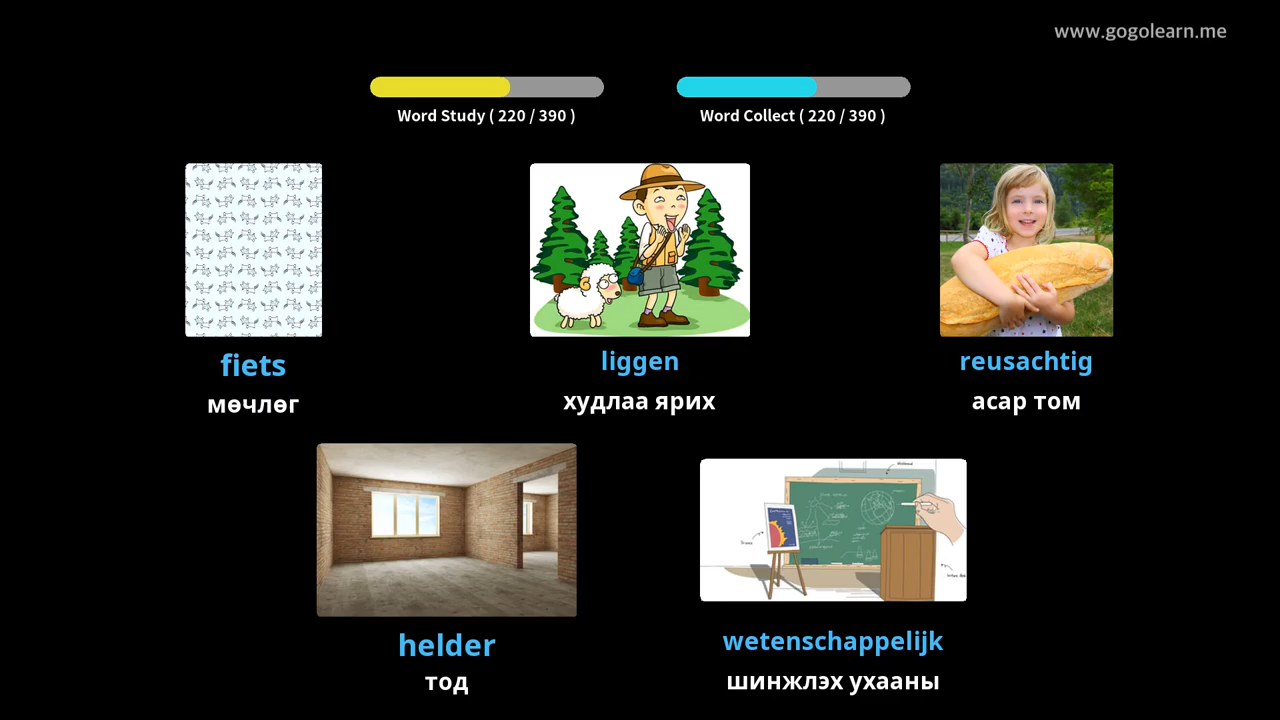 www.gogolearn.me
Word Study ( 220 / 390 )
Word Collect ( 220 / 390 )
fiets
мөчлөг
liggen
худлаа ярих
reusachtig
асар том
helder
тод
wetenschappelijk
шинжлэх ухааны